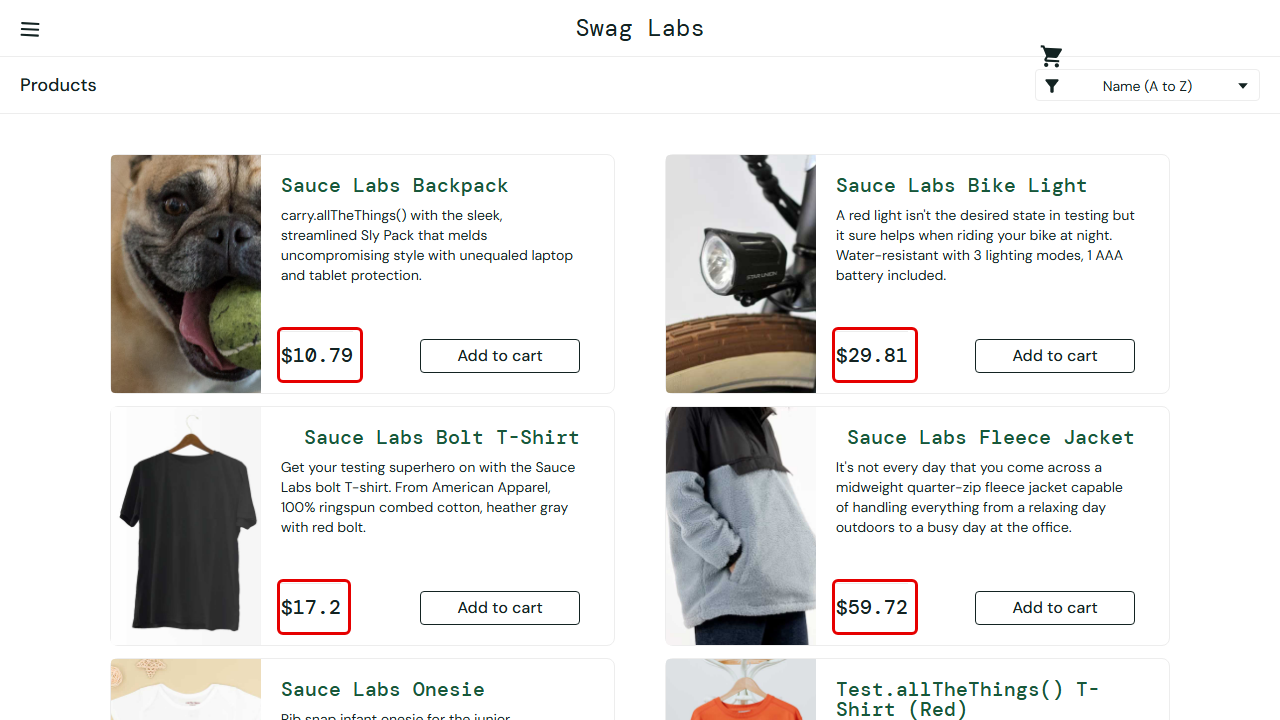 Swag Labs
Products
Name (A to Z)
Sauce Labs Backpack
carry.allTheThings() with the sleek,
streamlined Sly Pack that melds
uncompromising style with unequaled laptop
and tablet protection.
$10.79
Add to cart
Sauce Labs Bike Light
A red light isn't the desired state in testing but
it sure helps when riding your bike at night.
Water-resistant with 3 lighting modes, 1 AAA
battery included.
$29.81
Add to cart
Sauce Labs Bolt T-Shirt
Get your testing superhero on with the Sauce
Labs bolt T-shirt. From American Apparel,
100% ringspun combed cotton, heather gray
with red bolt.
$17.2
Add to cart
Sauce Labs Fleece Jacket
It's not every day that you come across a
midweight quarter-zip fleece jacket capable
of handling everything from a relaxing day
outdoors to a busy day at the office.
$59.72
Add to cart
Sauce Labs Onesie
Rib snap infant onesie for the junior
Test.allTheThings() T-
Shirt (Red)